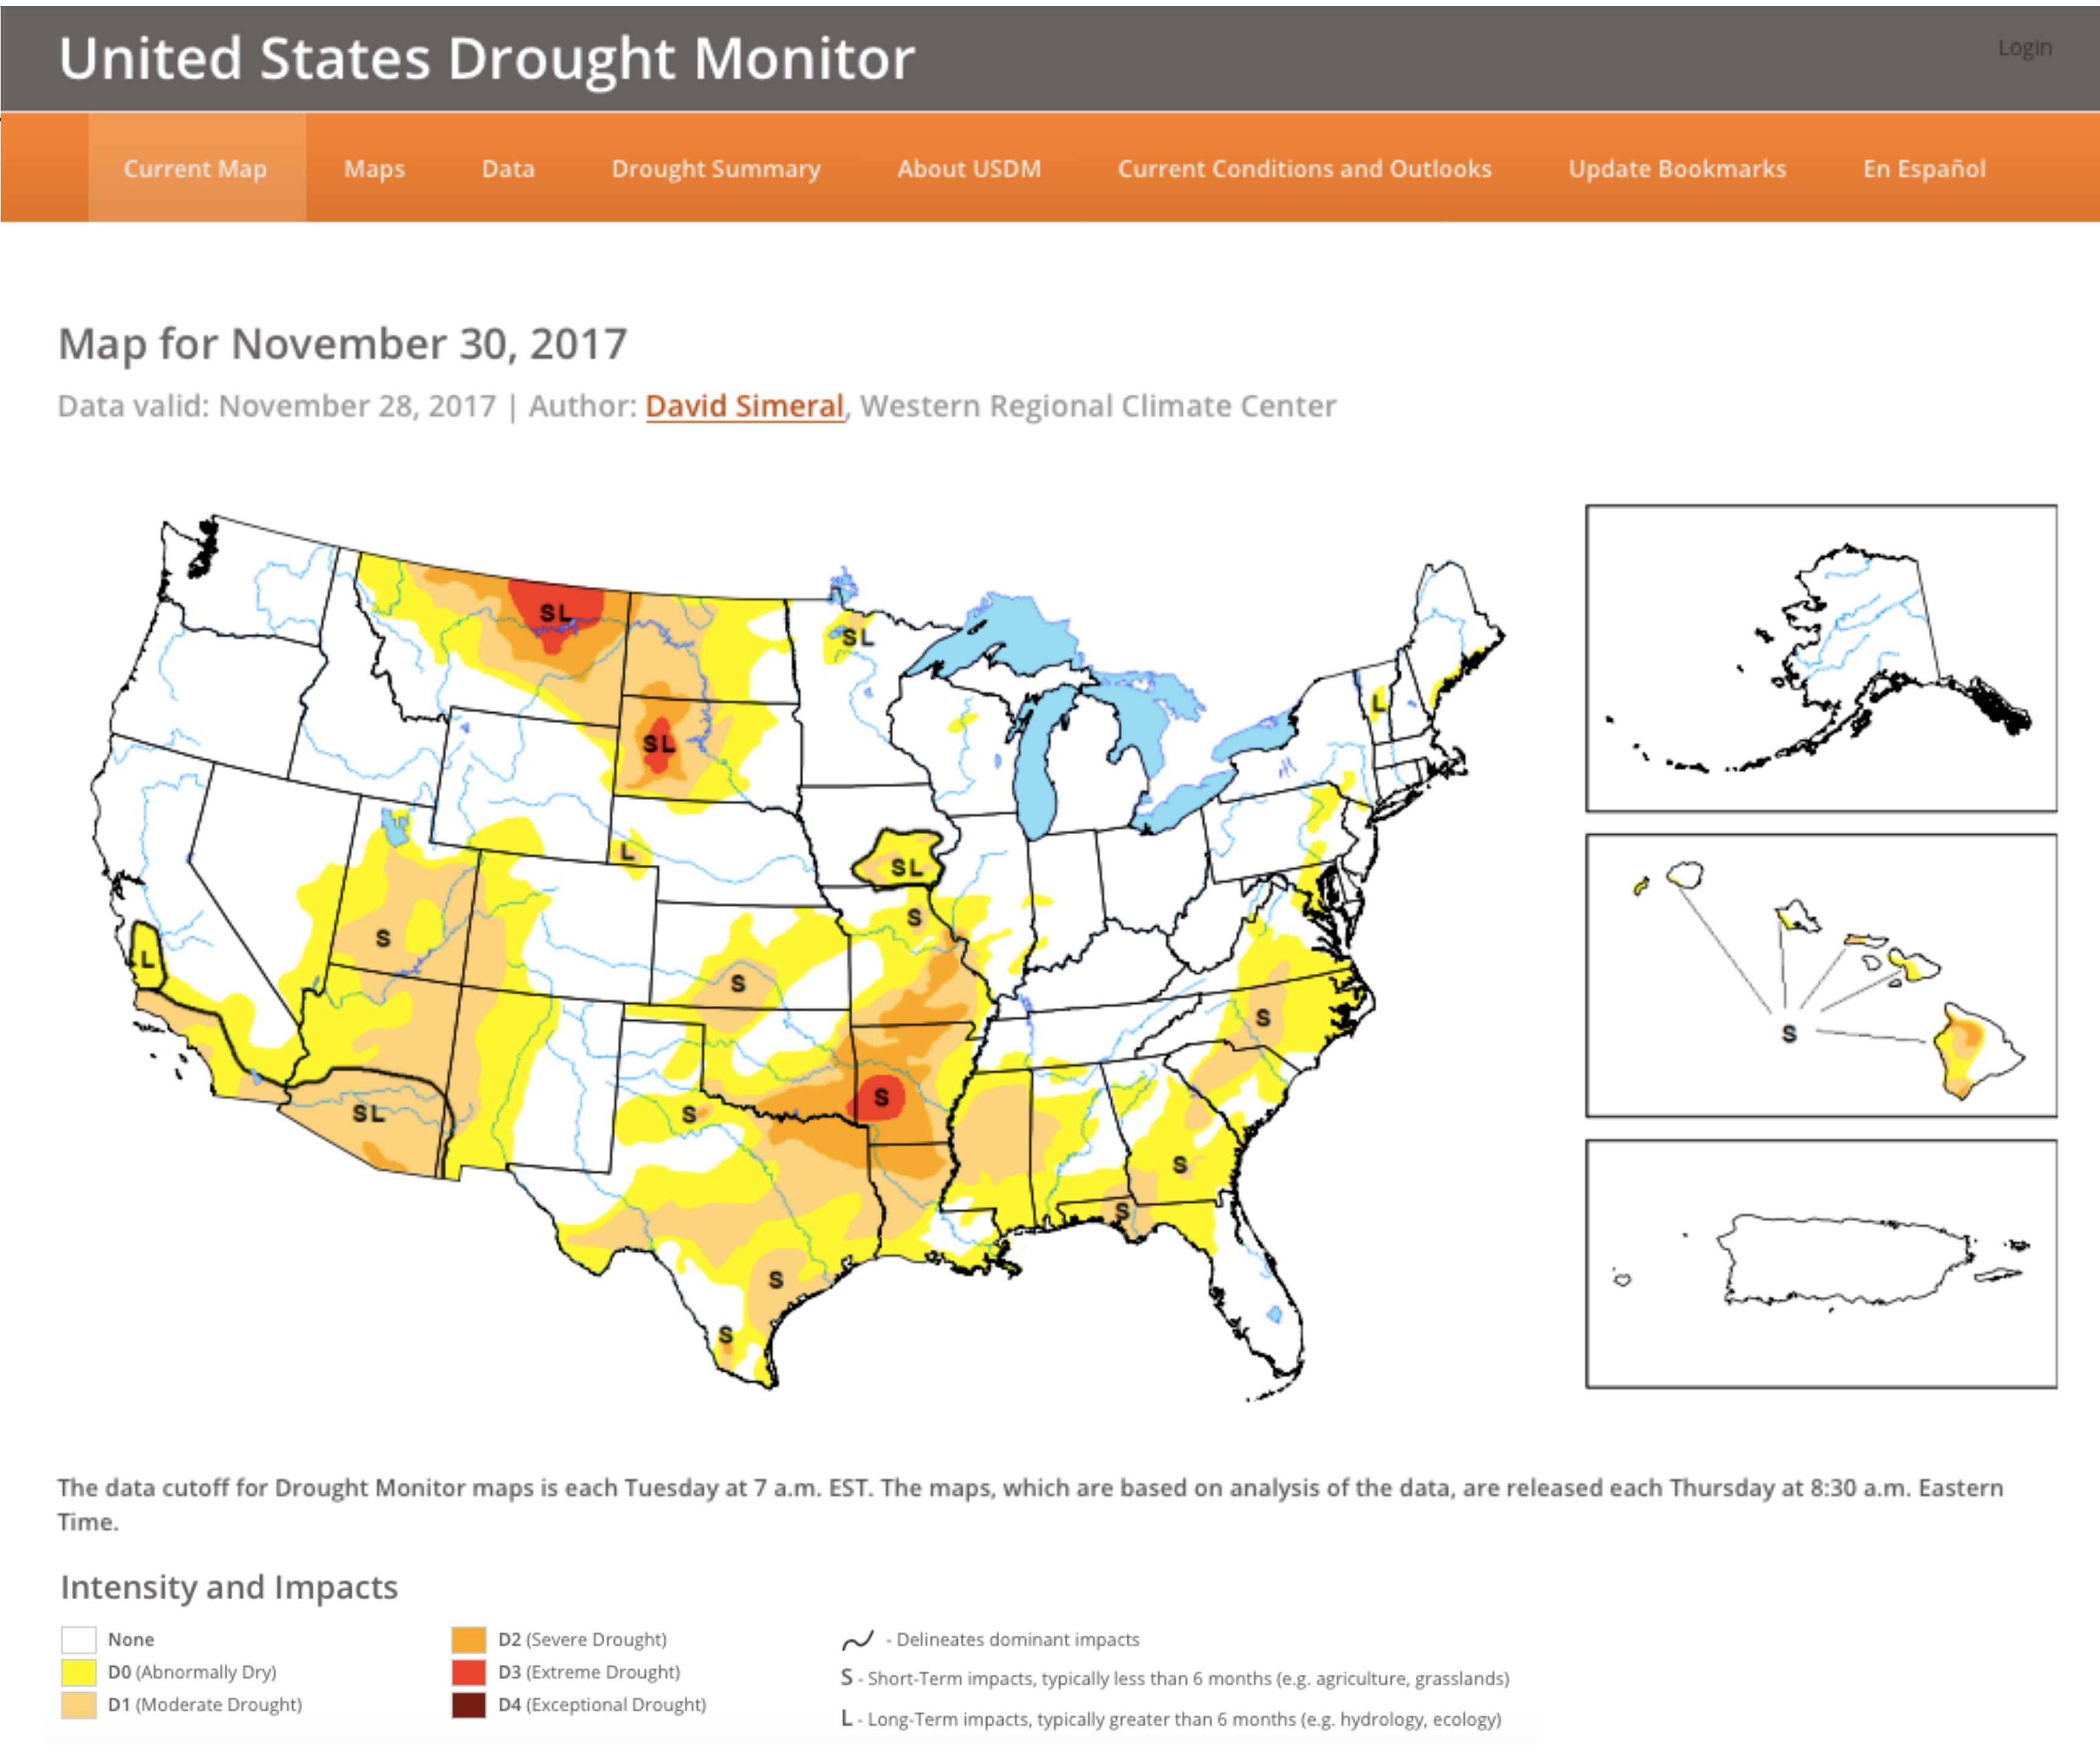 United States Drought Monitor
Login
Current Map Maps Data Drought Summary About USDM Current Conditions and Outlooks Update Bookmarks En Español
Map for November 30, 2017
Data valid: November 28, 2017 | Author: David Simeral, Western Regional Climate Center
SL
SL
L
SL
L
SL
S
S
L
S
S
S
SL
S
S
S
S
S
S
S
The data cutoff for Drought Monitor maps is each Tuesday at 7 a.m. EST. The maps, which are based on analysis of the data, are released each Thursday at 8:30 a.m. Eastern
Time.
Intensity and Impacts
None
D0 (Abnormally Dry)
D1 (Moderate Drought)
D2 (Severe Drought)
D3 (Extreme Drought)
D4 (Exceptional Drought)
- Delineates dominant impacts
S - Short-Term impacts, typically less than 6 months (e.g. agriculture, grasslands)
L - Long-Term impacts, typically greater than 6 months (e.g. hydrology, ecology)